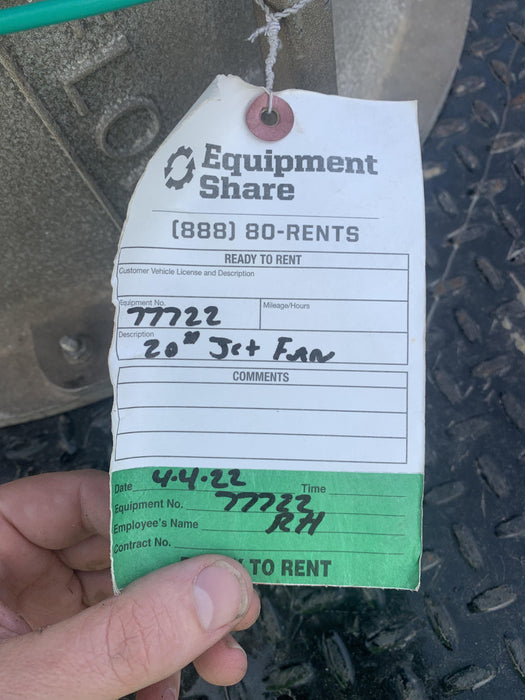 LO
Equipment
Share
(888) 80-RENTS
READY TO RENT
Customer Vehicle License and Description
Equipment No. Mileage/Hours
77722
Description
20" Jet Fan
COMMENTS
Date 4-4-22 Time
Equipment No. 77722
Employee's Name RH
Contract No.
TO RENT